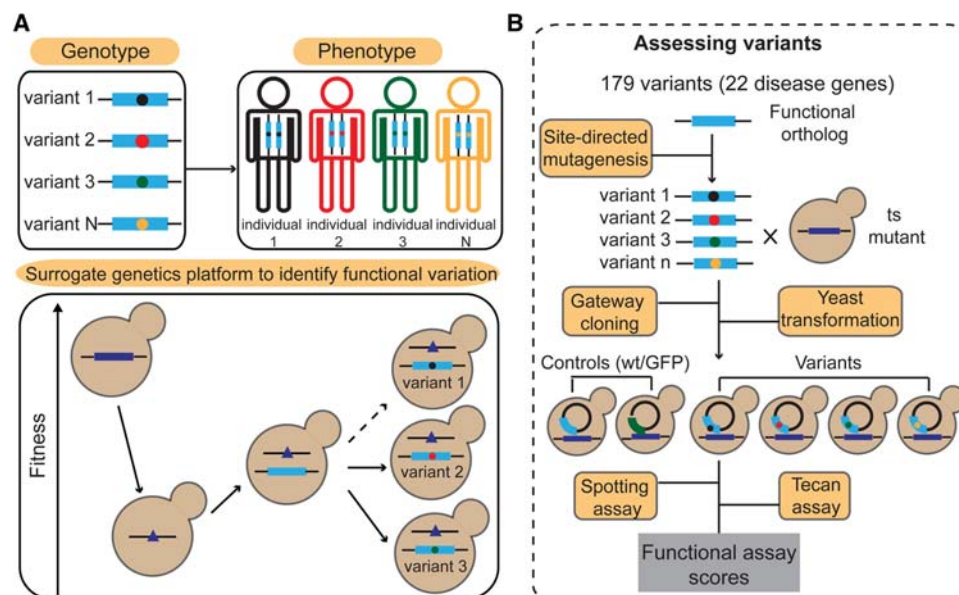 A
Genotype
Phenotype
variant 1
variant 2
variant 3
variant N
individual
1
individual
2
individual
3
individual
N
Surrogate genetics platform to identify functional variation
Fitness
variant 1
variant 2
variant 3
B
Assessing variants
179 variants (22 disease genes)
Functional
ortholog
Site-directed
mutagenesis
variant 1
variant 2
variant 3
variant n
X
ts
mutant
Gateway
cloning
Yeast
transformation
Controls (wt/GFP)
Variants
Spotting
assay
Tecan
assay
Functional assay
scores